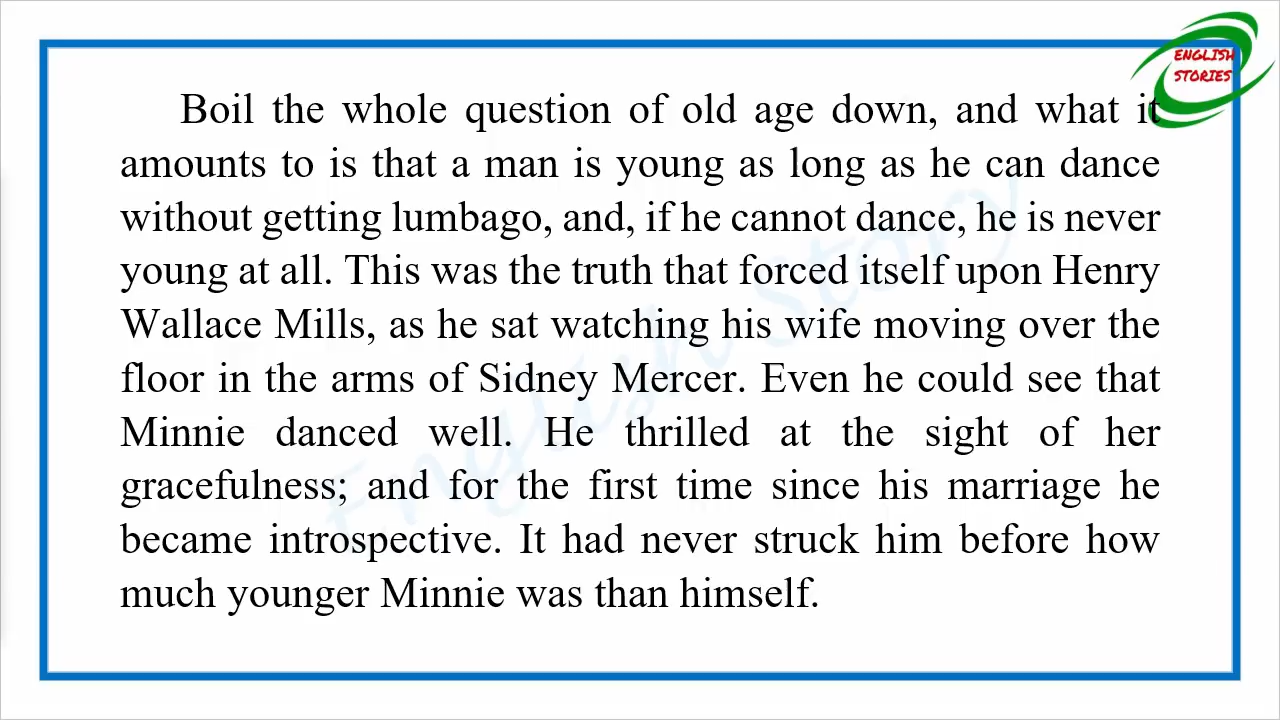 ENGLISH
STORIES
Boil the whole question of old age down, and what it
amounts to is that a man is young as long as he can dance
without getting lumbago, and, if he cannot dance, he is never
young at all. This was the truth that forced itself upon Henry
Wallace Mills, as he sat watching his wife moving over the
floor in the arms of Sidney Mercer. Even he could see that
Minnie danced well. He thrilled at the sight of her
gracefulness; and for the first time since his marriage he
became introspective. It had never struck him before how
much younger Minnie was than himself.
English Story